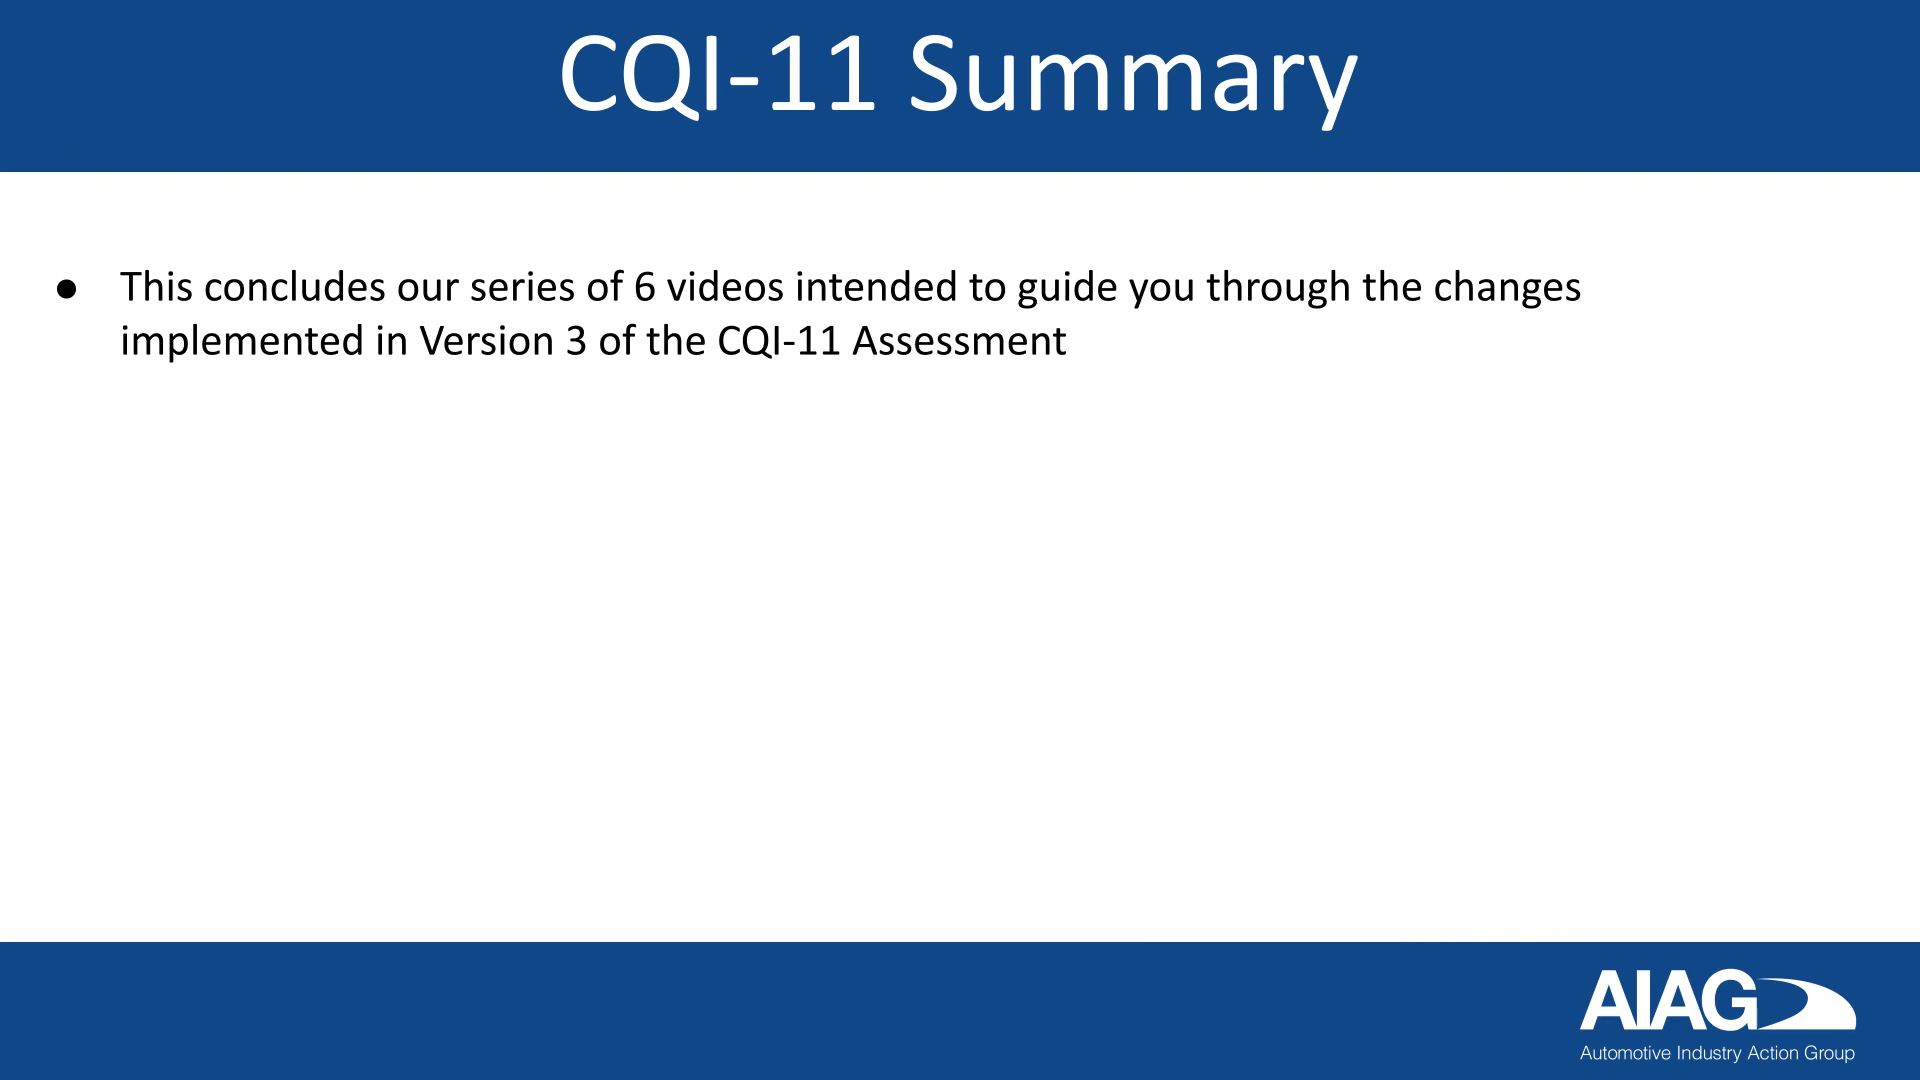 CQI-11 Summary
● This concludes our series of 6 videos intended to guide you through the changes
implemented in Version 3 of the CQI-11 Assessment
AIAG
Automotive Industry Action Group